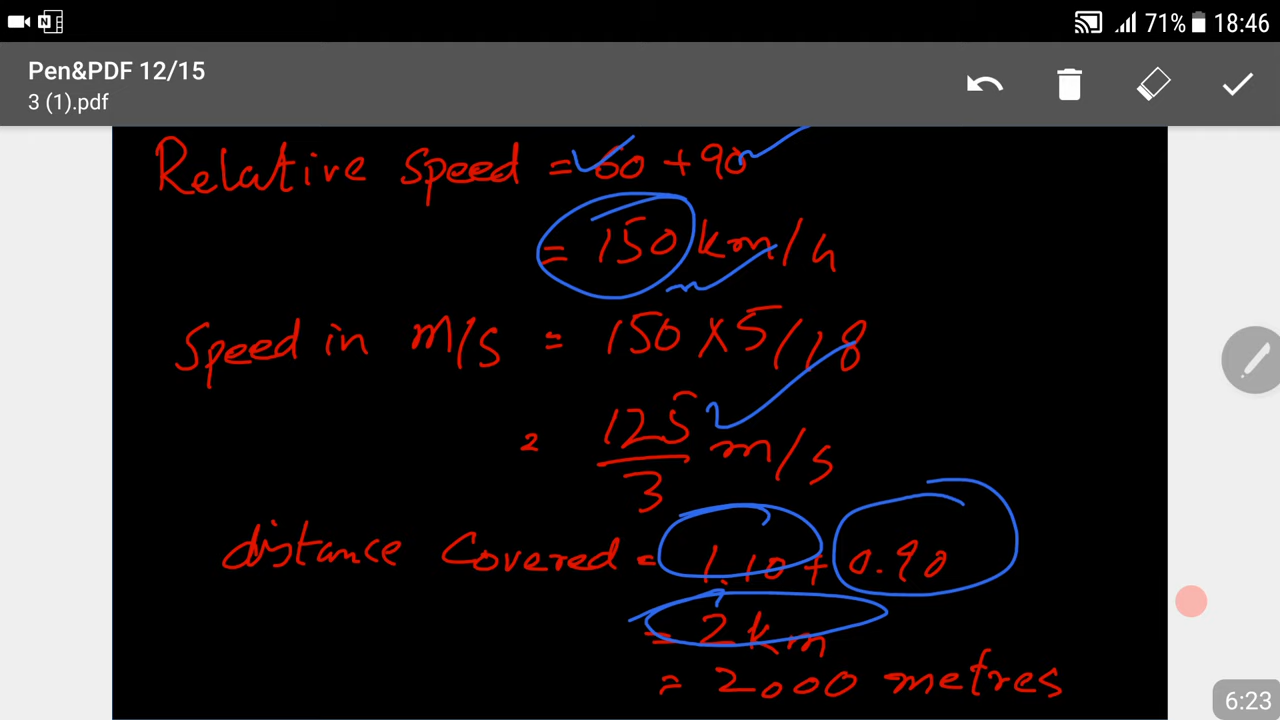 71% 18:46
Pen&PDF 12/15
3 (1).pdf
Relative speed = 60 + 90
= 150 km/h
Speed in m/s = 150 x 5/18
= 125/3 m/s
distance Covered = 1.10 + 0.90
= 2 km
= 2000 metres
6:23